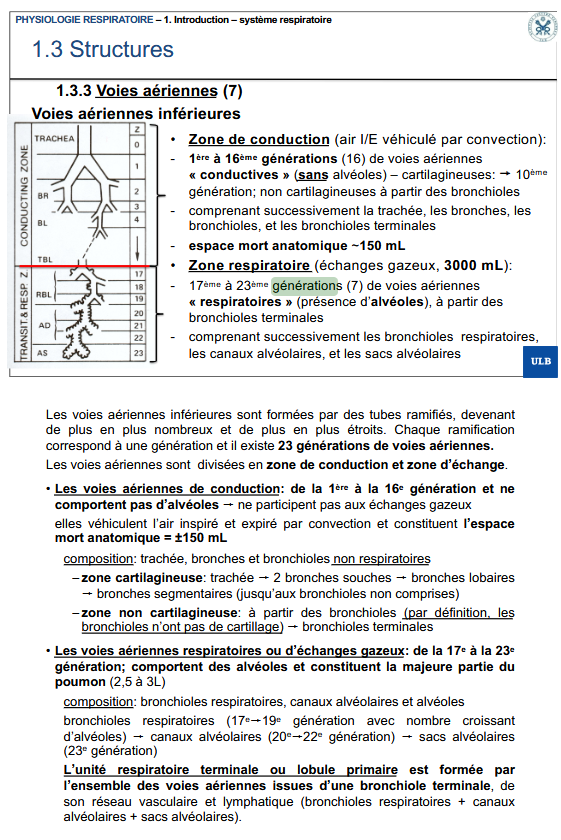 PHYSIOLOGIE RESPIRATOIRE – 1. Introduction – système respiratoire
1.3 Structures
1.3.3 Voies aériennes (7)
Voies aériennes inférieures
CONDUCTING ZONE
TRANSIT & RESP. Z
TRACHEA
BR
BL
TBL
RBL
AD
AS
Z
0
1
2
3
4
17
18
19
20
21
22
23
• Zone de conduction (air I/E véhiculé par convection):
- 1ère à 16ème générations (16) de voies aériennes
« conductives » (sans alvéoles) – cartilagineuses: → 10ème
génération; non cartilagineuses à partir des bronchioles
- comprenant successivement la trachée, les bronches, les
bronchioles, et les bronchioles terminales
- espace mort anatomique ~150 mL
• Zone respiratoire (échanges gazeux, 3000 mL):
- 17ème à 23ème générations (7) de voies aériennes
« respiratoires » (présence d’alvéoles), à partir des
bronchioles terminales
- comprenant successivement les bronchioles respiratoires,
les canaux alvéolaires, et les sacs alvéolaires
ULB
Les voies aériennes inférieures sont formées par des tubes ramifiés, devenant
de plus en plus nombreux et de plus en plus étroits. Chaque ramification
correspond à une génération et il existe 23 générations de voies aériennes.
Les voies aériennes sont divisées en zone de conduction et zone d’échange.
• Les voies aériennes de conduction: de la 1ère à la 16e génération et ne
comportent pas d’alvéoles → ne participent pas aux échanges gazeux
elles véhiculent l’air inspiré et expiré par convection et constituent l’espace
mort anatomique = ±150 mL
composition: trachée, bronches et bronchioles non respiratoires
– zone cartilagineuse: trachée → 2 bronches souches → bronches lobaires
→ bronches segmentaires (jusqu’aux bronchioles non comprises)
– zone non cartilagineuse: à partir des bronchioles (par définition, les
bronchioles n’ont pas de cartillage) → bronchioles terminales
• Les voies aériennes respiratoires ou d’échanges gazeux: de la 17e à la 23e
génération; comportent des alvéoles et constituent la majeure partie du
poumon (2,5 à 3L)
composition: bronchioles respiratoires, canaux alvéolaires et alvéoles
bronchioles respiratoires (17e→19e génération avec nombre croissant
d’alvéoles) → canaux alvéolaires (20e→22e génération) → sacs alvéolaires
(23e génération)
L’unité respiratoire terminale ou lobule primaire est formée par
l’ensemble des voies aériennes issues d’une bronchiole terminale, de
son réseau vasculaire et lymphatique (bronchioles respiratoires + canaux
alvéolaires + sacs alvéolaires).